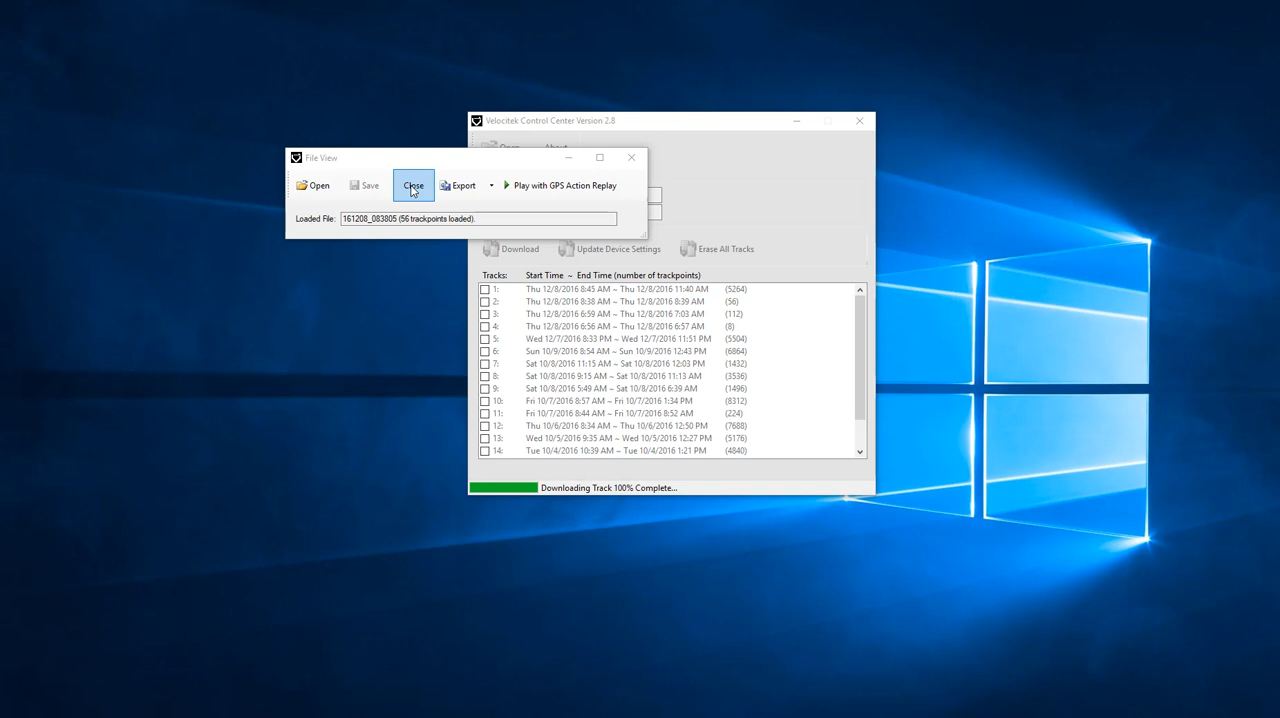 Velocitek Control Center Version 2.8
Open About
File View
Open Save Close Export Play with GPS Action Replay
Loaded File: 161208_083805 (56 trackpoints loaded).
Download Update Device Settings Erase All Tracks
Tracks: Start Time ~ End Time (number of trackpoints)
1: Thu 12/8/2016 8:45 AM ~ Thu 12/8/2016 11:40 AM (5264)
2: Thu 12/8/2016 8:38 AM ~ Thu 12/8/2016 8:39 AM (56)
3: Thu 12/8/2016 6:59 AM ~ Thu 12/8/2016 7:03 AM (112)
4: Thu 12/8/2016 6:56 AM ~ Thu 12/8/2016 6:57 AM (8)
5: Wed 12/7/2016 8:33 PM ~ Wed 12/7/2016 11:51 PM (5504)
6: Sun 10/9/2016 8:54 AM ~ Sun 10/9/2016 12:43 PM (6864)
7: Sat 10/8/2016 11:15 AM ~ Sat 10/8/2016 12:03 PM (1432)
8: Sat 10/8/2016 9:15 AM ~ Sat 10/8/2016 11:13 AM (3536)
9: Sat 10/8/2016 5:49 AM ~ Sat 10/8/2016 6:39 AM (1496)
10: Fri 10/7/2016 8:57 AM ~ Fri 10/7/2016 1:34 PM (8312)
11: Fri 10/7/2016 8:44 AM ~ Fri 10/7/2016 8:52 AM (224)
12: Thu 10/6/2016 8:34 AM ~ Thu 10/6/2016 12:50 PM (7688)
13: Wed 10/5/2016 9:35 AM ~ Wed 10/5/2016 12:27 PM (5176)
14: Tue 10/4/2016 10:39 AM ~ Tue 10/4/2016 1:21 PM (4840)
Downloading Track 100% Complete...